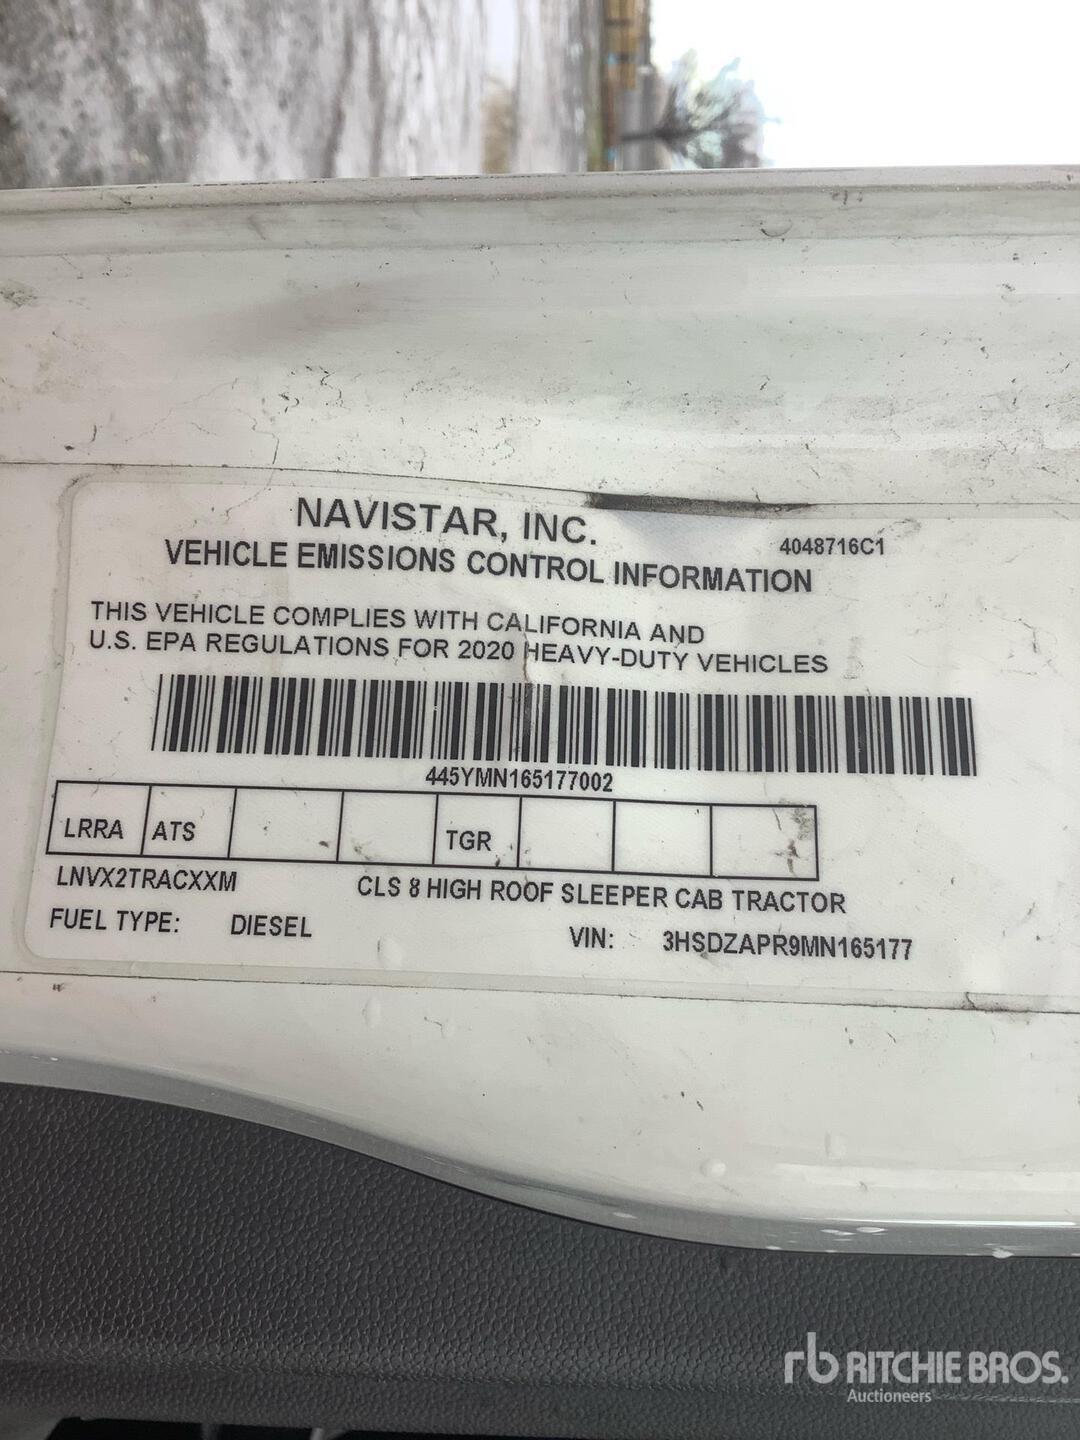 NAVISTAR, INC.
4048716C1
VEHICLE EMISSIONS CONTROL INFORMATION
THIS VEHICLE COMPLIES WITH CALIFORNIA AND
U.S. EPA REGULATIONS FOR 2020 HEAVY-DUTY VEHICLES
445YMN165177002
LRRA ATS TGR
LNVX2TRACXXM CLS 8 HIGH ROOF SLEEPER CAB TRACTOR
FUEL TYPE: DIESEL VIN: 3HSDZAPR9MN165177
rb RITCHIE BROS.
Auctioneers